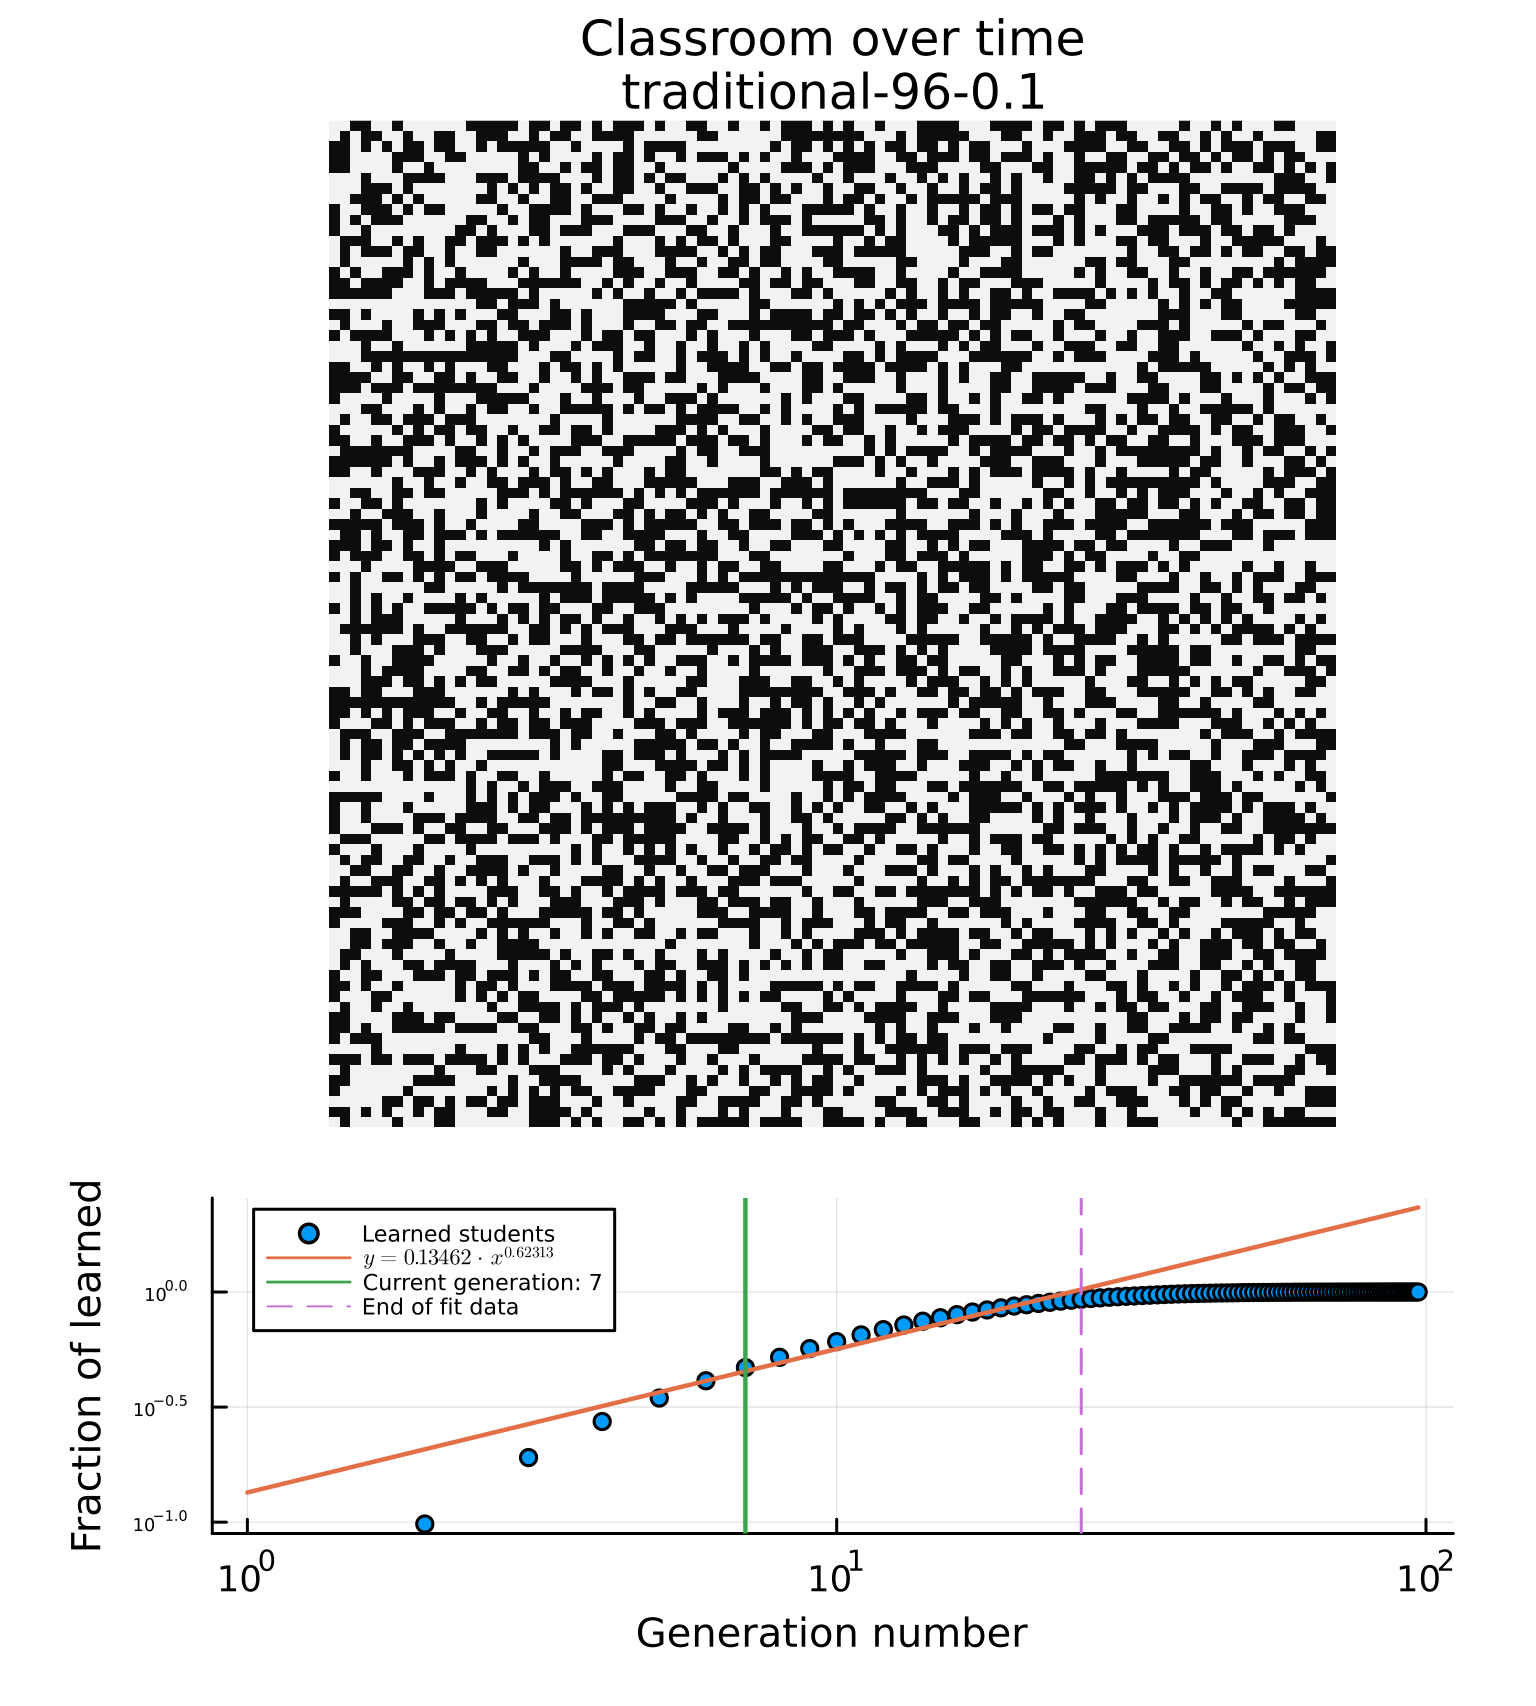 Classroom over time
traditional-96-0.1
Fraction of learned
Learned students
y = 0.13462 · x^0.62313
Current generation: 7
End of fit data
10^0.0
10^−0.5
10^−1.0
10^0 10^1 10^2
Generation number